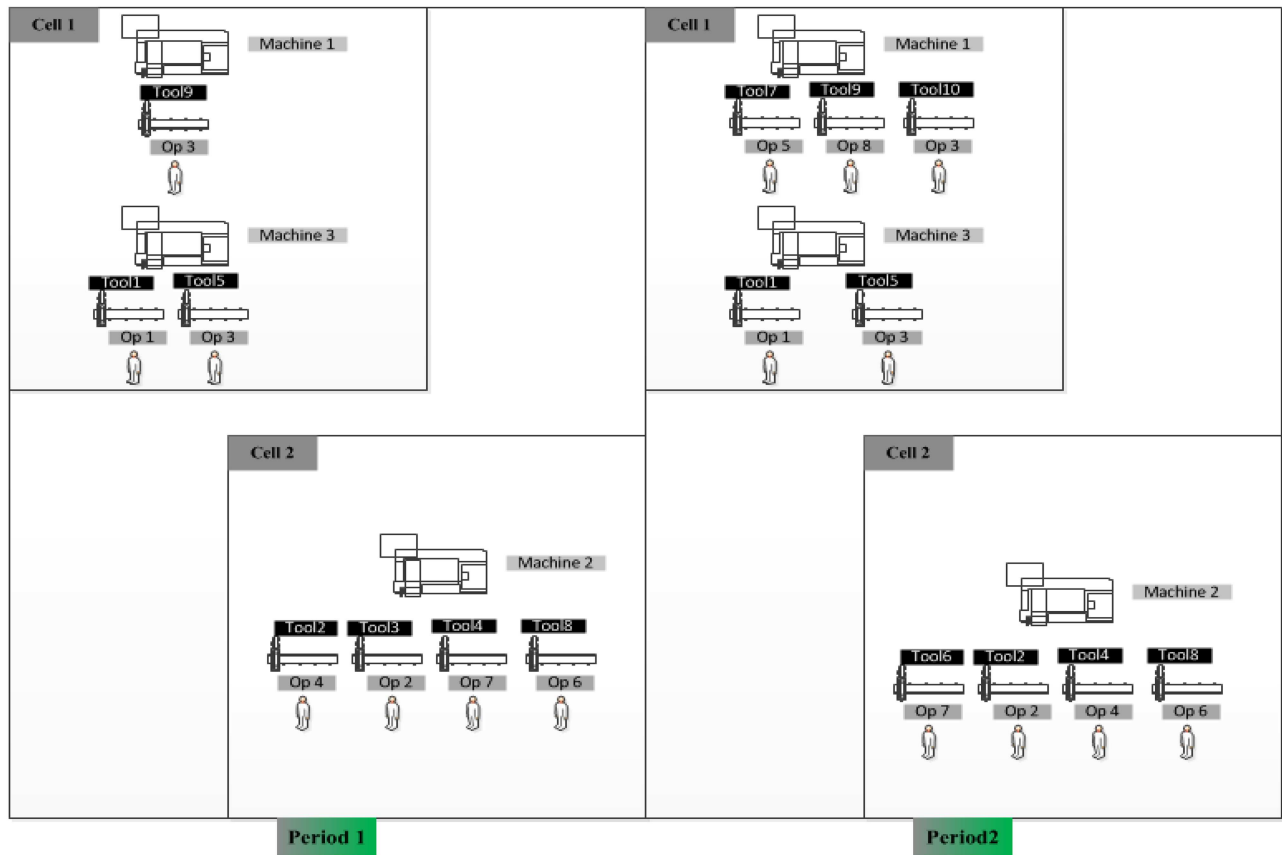 Cell 1
Machine 1
Tool9
Op 3
Machine 3
Tool1 Tool5
Op 1 Op 3
Cell 2
Machine 2
Tool2 Tool3 Tool4 Tool8
Op 4 Op 2 Op 7 Op 6
Period 1
Cell 1
Machine 1
Tool7 Tool9 Tool10
Op 5 Op 8 Op 3
Machine 3
Tool1 Tool5
Op 1 Op 3
Cell 2
Machine 2
Tool6 Tool2 Tool4 Tool8
Op 7 Op 2 Op 4 Op 6
Period2